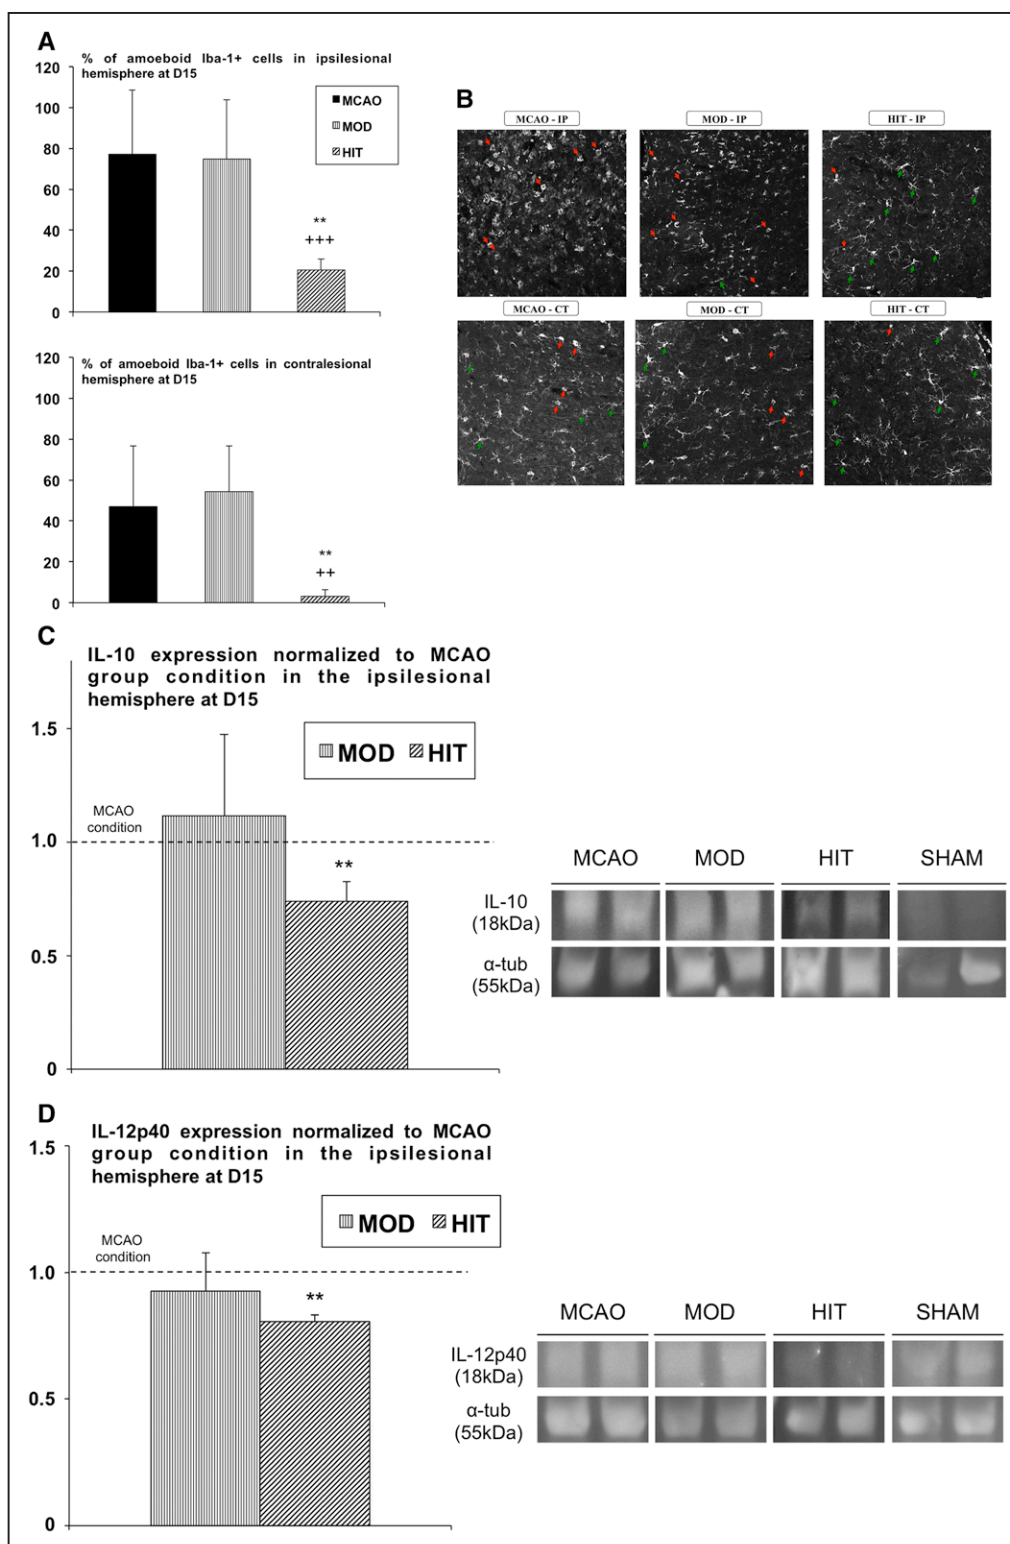 A
% of amoeboid Iba-1+ cells in ipsilesional
hemisphere at D15
120
100
80
60
40
20
0
MCAO
MOD
HIT
**
+++
% of amoeboid Iba-1+ cells in contralesional
hemisphere at D15
120
100
80
60
40
20
0
**
++
B
MCAO - IP
MOD - IP
HIT - IP
MCAO - CT
MOD - CT
HIT - CT
C
IL-10 expression normalized to MCAO
group condition in the ipsilesional
hemisphere at D15
1.5
1.0
0.5
0
MOD HIT
MCAO
condition
**
MCAO MOD HIT SHAM
IL-10
(18kDa)
α-tub
(55kDa)
D
IL-12p40 expression normalized to MCAO
group condition in the ipsilesional
hemisphere at D15
1.5
1.0
0.5
0
MOD HIT
MCAO
condition
**
MCAO MOD HIT SHAM
IL-12p40
(18kDa)
α-tub
(55kDa)